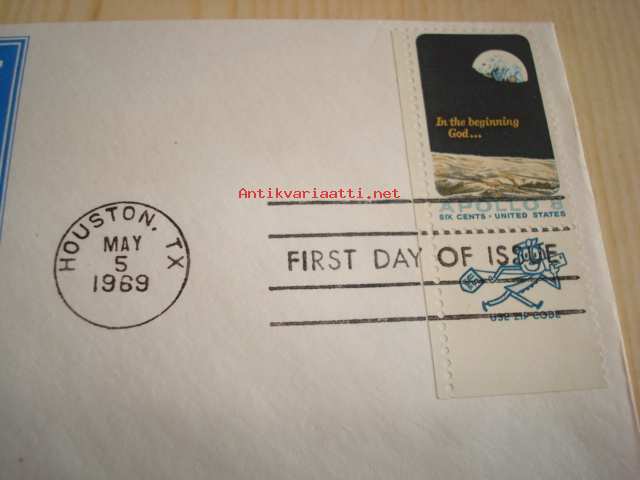 In the beginning
God...
Antikvariaatti.net
APOLLO 8
SIX CENTS · UNITED STATES
HOUSTON, TX
MAY
5
1969
FIRST DAY OF ISSUE
USE ZIP CODE